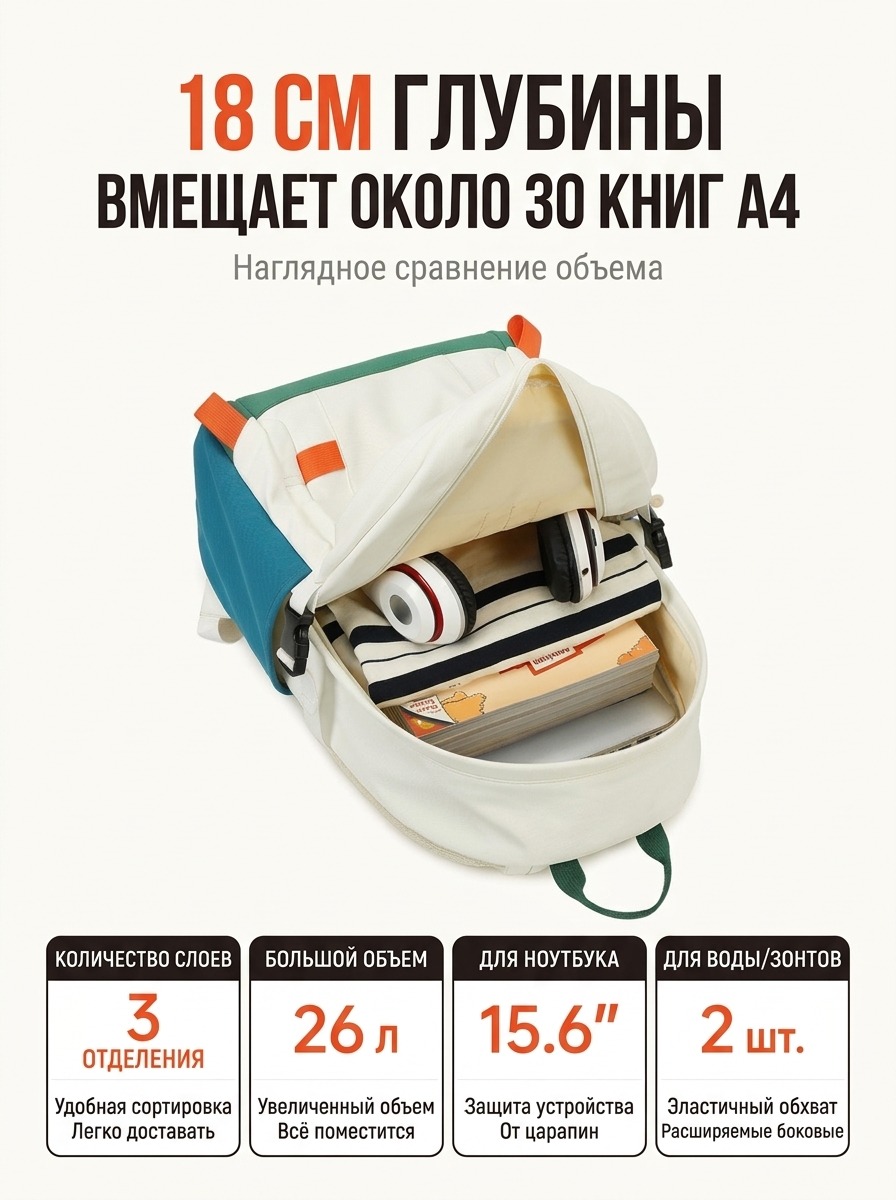 18 СМ ГЛУБИНЫ
ВМЕЩАЕТ ОКОЛО 30 КНИГ А4
Наглядное сравнение объема
КОЛИЧЕСТВО СЛОЕВ
3
ОТДЕЛЕНИЯ
Удобная сортировка
Легко доставать
БОЛЬШОЙ ОБЪЕМ
26 л
Увеличенный объем
Всё поместится
ДЛЯ НОУТБУКА
15.6"
Защита устройства
От царапин
ДЛЯ ВОДЫ/ЗОНТОВ
2 шт.
Эластичный обхват
Расширяемые боковые